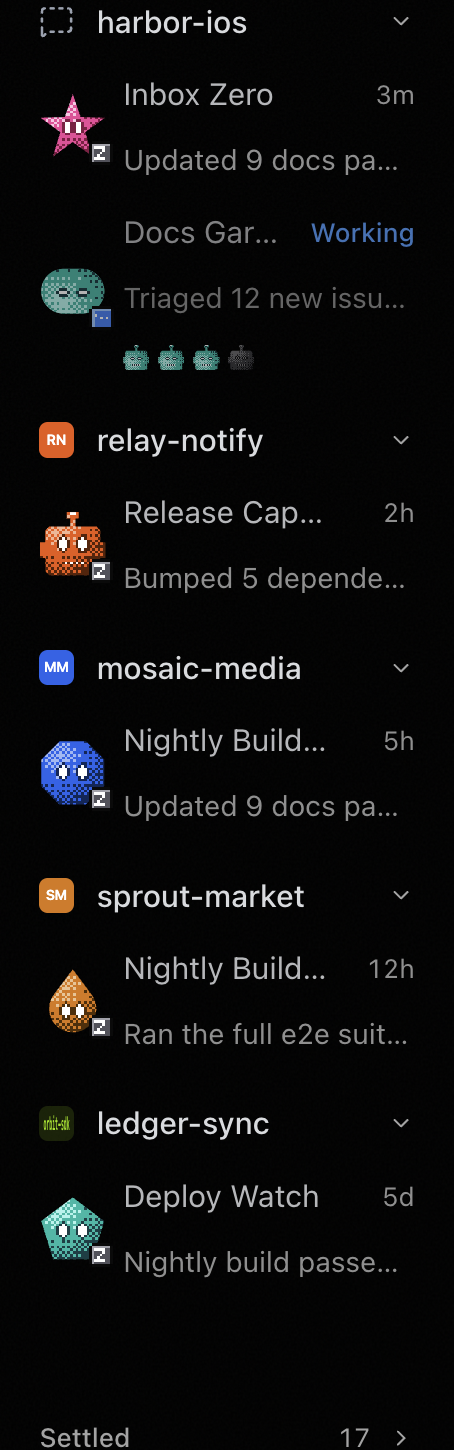 harbor-ios
Inbox Zero 3m
Updated 9 docs pa...
Docs Gar... Working
Triaged 12 new issu...
RN relay-notify
Release Cap... 2h
Bumped 5 depende...
MM mosaic-media
Nightly Build... 5h
Updated 9 docs pa...
SM sprout-market
Nightly Build... 12h
Ran the full e2e suit...
orbit-sdk ledger-sync
Deploy Watch 5d
Nightly build passe...
Settled 17